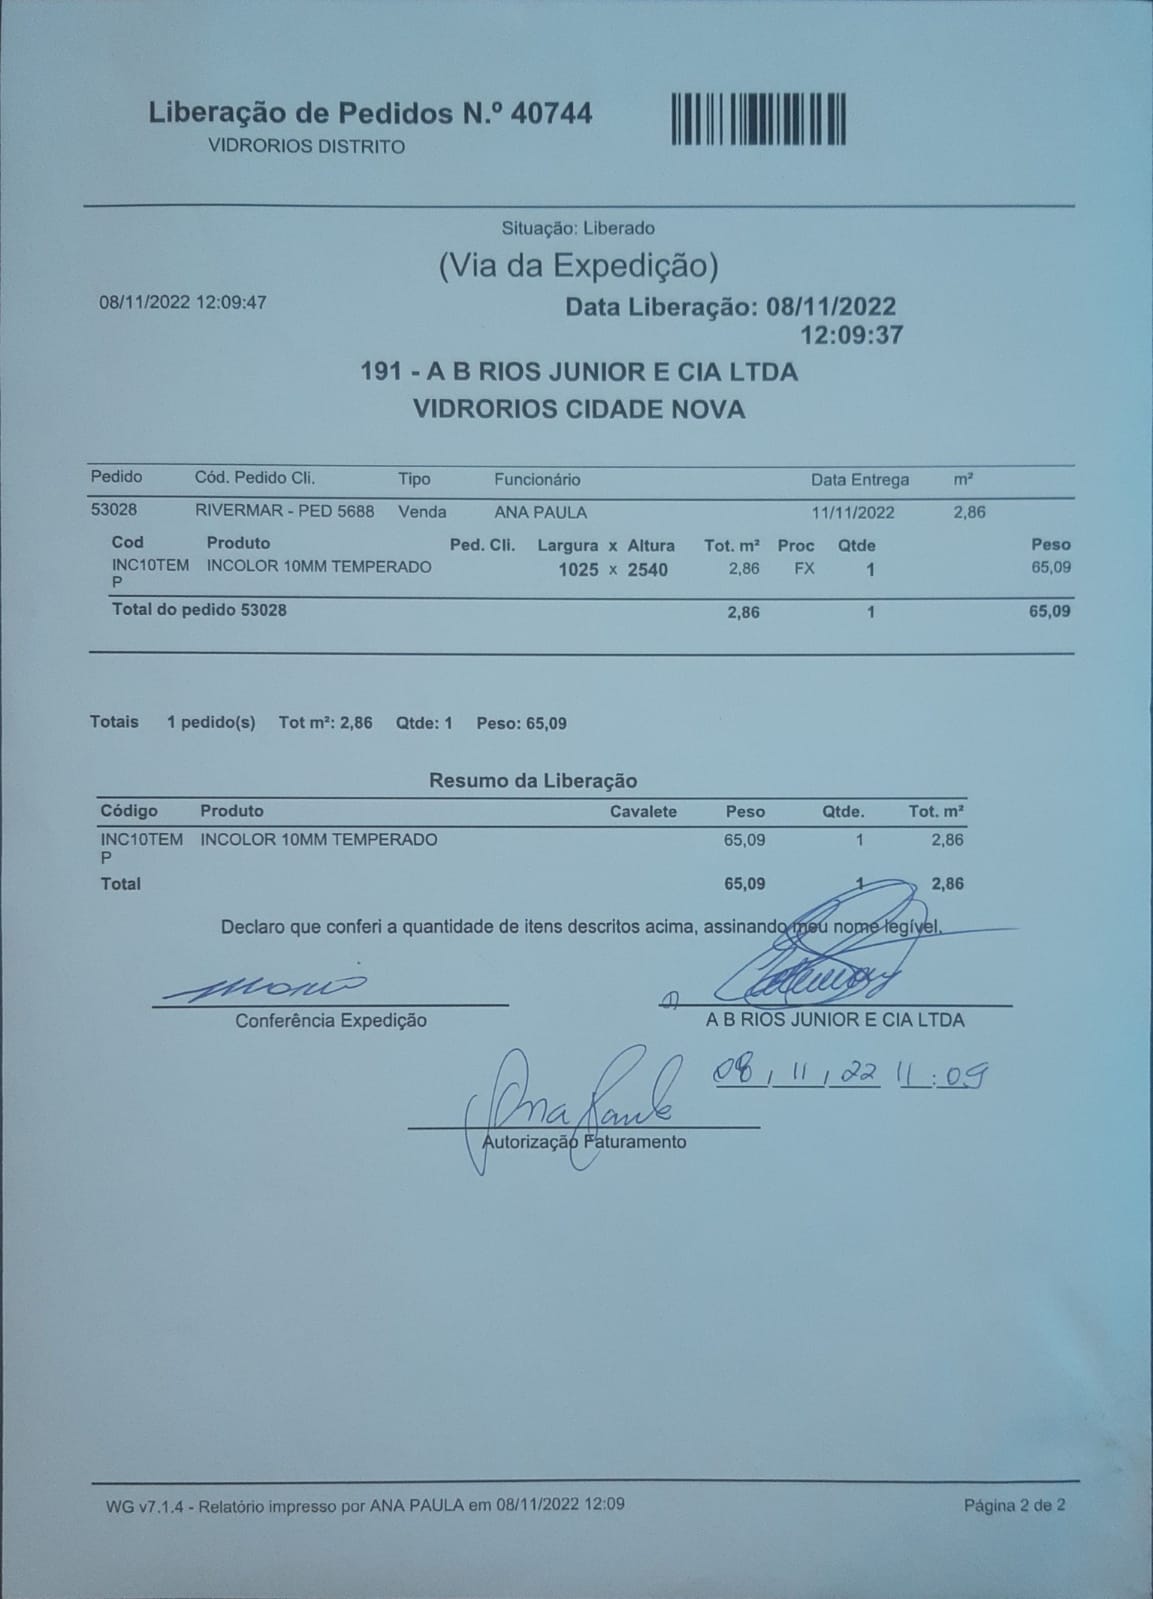 Liberação de Pedidos N.º 40744
VIDRORIOS DISTRITO
Situação: Liberado
(Via da Expedição)
08/11/2022 12:09:47
Data Liberação: 08/11/2022
12:09:37
191 - A B RIOS JUNIOR E CIA LTDA
VIDRORIOS CIDADE NOVA
Pedido Cód. Pedido Cli. Tipo Funcionário Data Entrega m²
53028 RIVERMAR - PED 5688 Venda ANA PAULA 11/11/2022 2,86
Cod Produto Ped. Cli. Largura x Altura Tot. m² Proc Qtde Peso
INC10TEM INCOLOR 10MM TEMPERADO 1025 x 2540 2,86 FX 1 65,09
P
Total do pedido 53028 2,86 1 65,09
Totais 1 pedido(s) Tot m²: 2,86 Qtde: 1 Peso: 65,09
Resumo da Liberação
Código Produto Cavalete Peso Qtde. Tot. m²
INC10TEM INCOLOR 10MM TEMPERADO 65,09 1 2,86
P
Total 65,09 1 2,86
Declaro que conferi a quantidade de itens descritos acima, assinando meu nome legível.
Conferência Expedição
A B RIOS JUNIOR E CIA LTDA
08, 11, 22 11:09
Ana Paula
Autorização Faturamento
WG v7.1.4 - Relatório impresso por ANA PAULA em 08/11/2022 12:09
Página 2 de 2